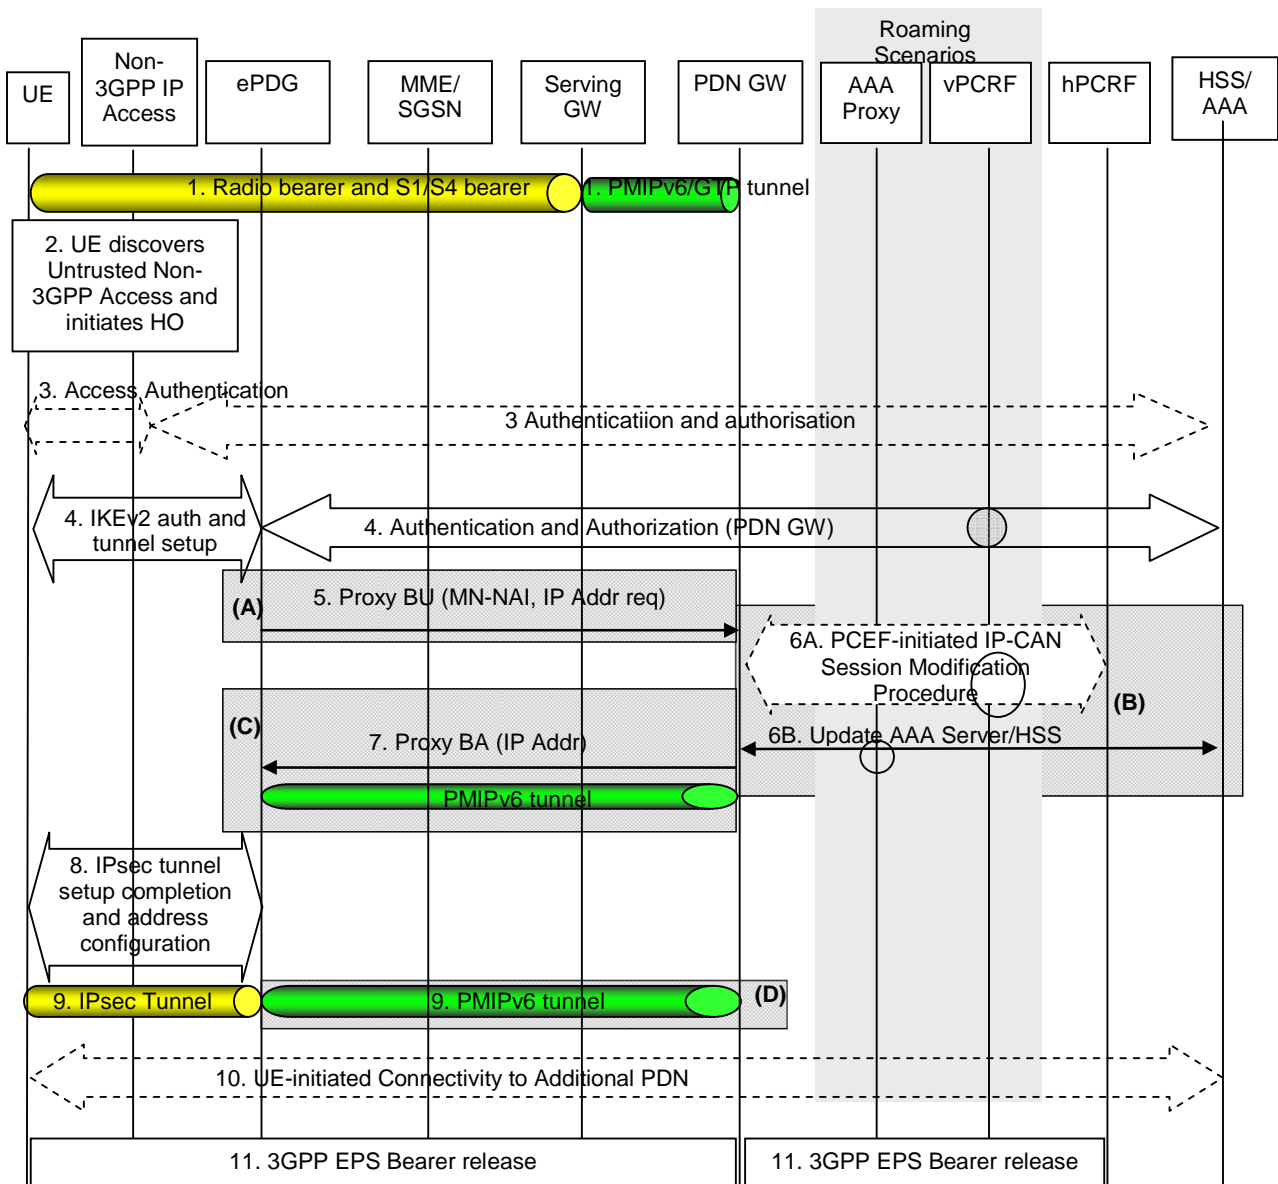 Roaming
Scenarios
UE
Non-
3GPP IP
Access
ePDG
MME/
SGSN
Serving
GW
PDN GW
AAA
Proxy
vPCRF
hPCRF
HSS/
AAA
1. Radio bearer and S1/S4 bearer
1. PMIPv6/GTP tunnel
2. UE discovers
Untrusted Non-
3GPP Access and
initiates HO
3. Access Authentication
3 Authenticatiion and authorisation
4. IKEv2 auth and
tunnel setup
4. Authentication and Authorization (PDN GW)
(A)
5. Proxy BU (MN-NAI, IP Addr req)
6A. PCEF-initiated IP-CAN
Session Modification
Procedure
(B)
(C)
7. Proxy BA (IP Addr)
6B. Update AAA Server/HSS
PMIPv6 tunnel
8. IPsec tunnel
setup completion
and address
configuration
9. IPsec Tunnel
9. PMIPv6 tunnel
(D)
10. UE-initiated Connectivity to Additional PDN
11. 3GPP EPS Bearer release
11. 3GPP EPS Bearer release